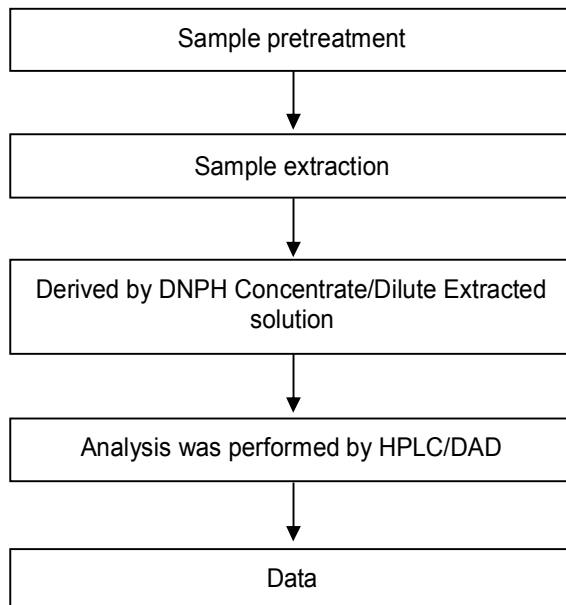 Sample pretreatment
Sample extraction
Derived by DNPH Concentrate/Dilute Extracted
solution
Analysis was performed by HPLC/DAD
Data